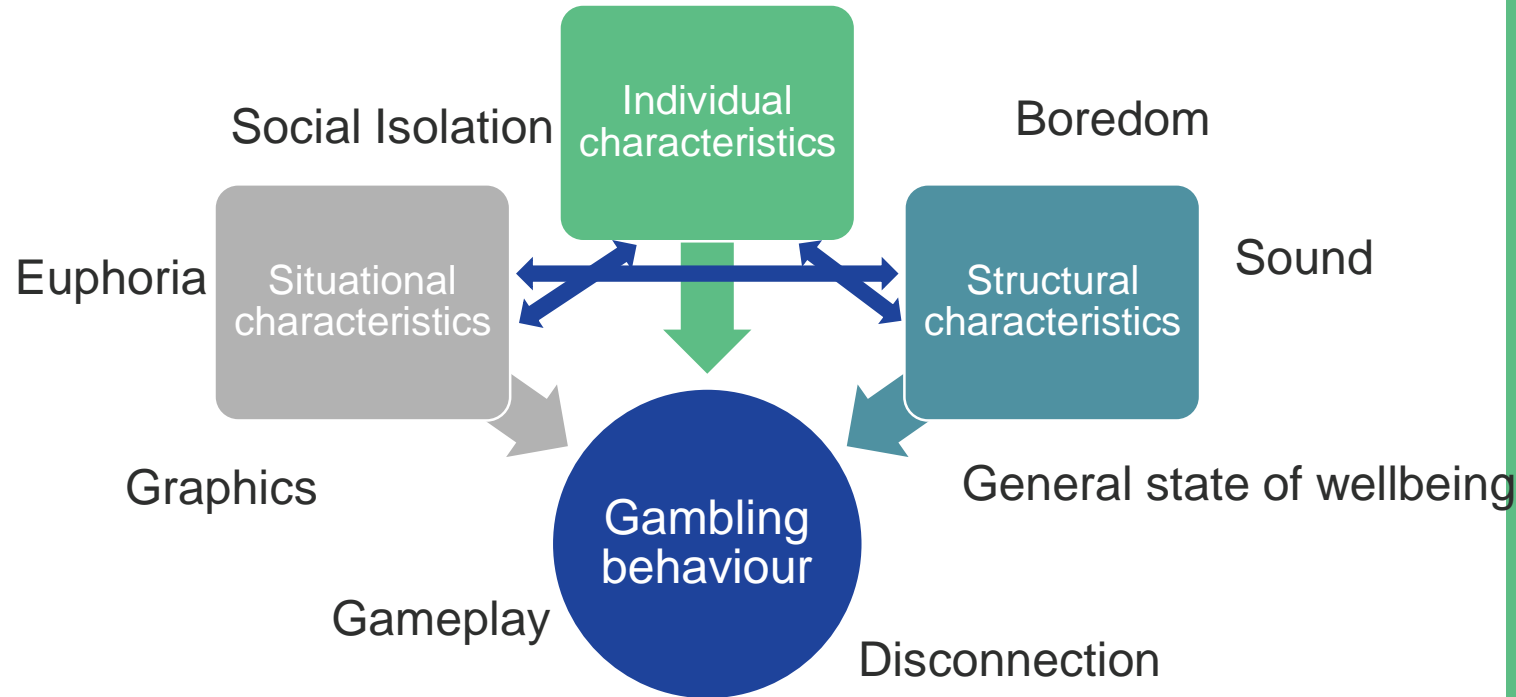 Individual
characteristics
Social Isolation
Boredom
Euphoria
Situational
characteristics
Structural
characteristics
Sound
Graphics
General state of wellbeing
Gambling
behaviour
Gameplay
Disconnection